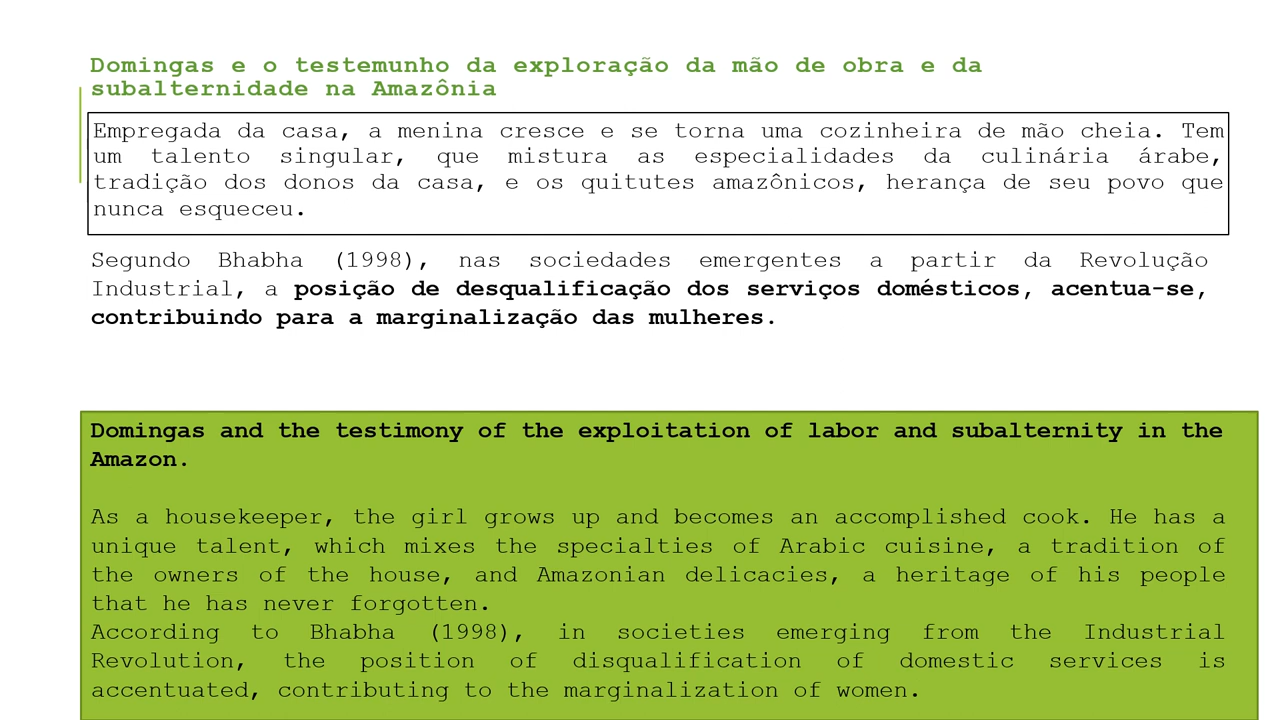 Domingas e o testemunho da exploração da mão de obra e da
subalternidade na Amazônia
Empregada da casa, a menina cresce e se torna uma cozinheira de mão cheia. Tem
um talento singular, que mistura as especialidades da culinária árabe,
tradição dos donos da casa, e os quitutes amazônicos, herança de seu povo que
nunca esqueceu.
Segundo Bhabha (1998), nas sociedades emergentes a partir da Revolução
Industrial, a posição de desqualificação dos serviços domésticos, acentua-se,
contribuindo para a marginalização das mulheres.
Domingas and the testimony of the exploitation of labor and subalternity in the
Amazon.
As a housekeeper, the girl grows up and becomes an accomplished cook. He has a
unique talent, which mixes the specialties of Arabic cuisine, a tradition of
the owners of the house, and Amazonian delicacies, a heritage of his people
that he has never forgotten.
According to Bhabha (1998), in societies emerging from the Industrial
Revolution, the position of disqualification of domestic services is
accentuated, contributing to the marginalization of women.